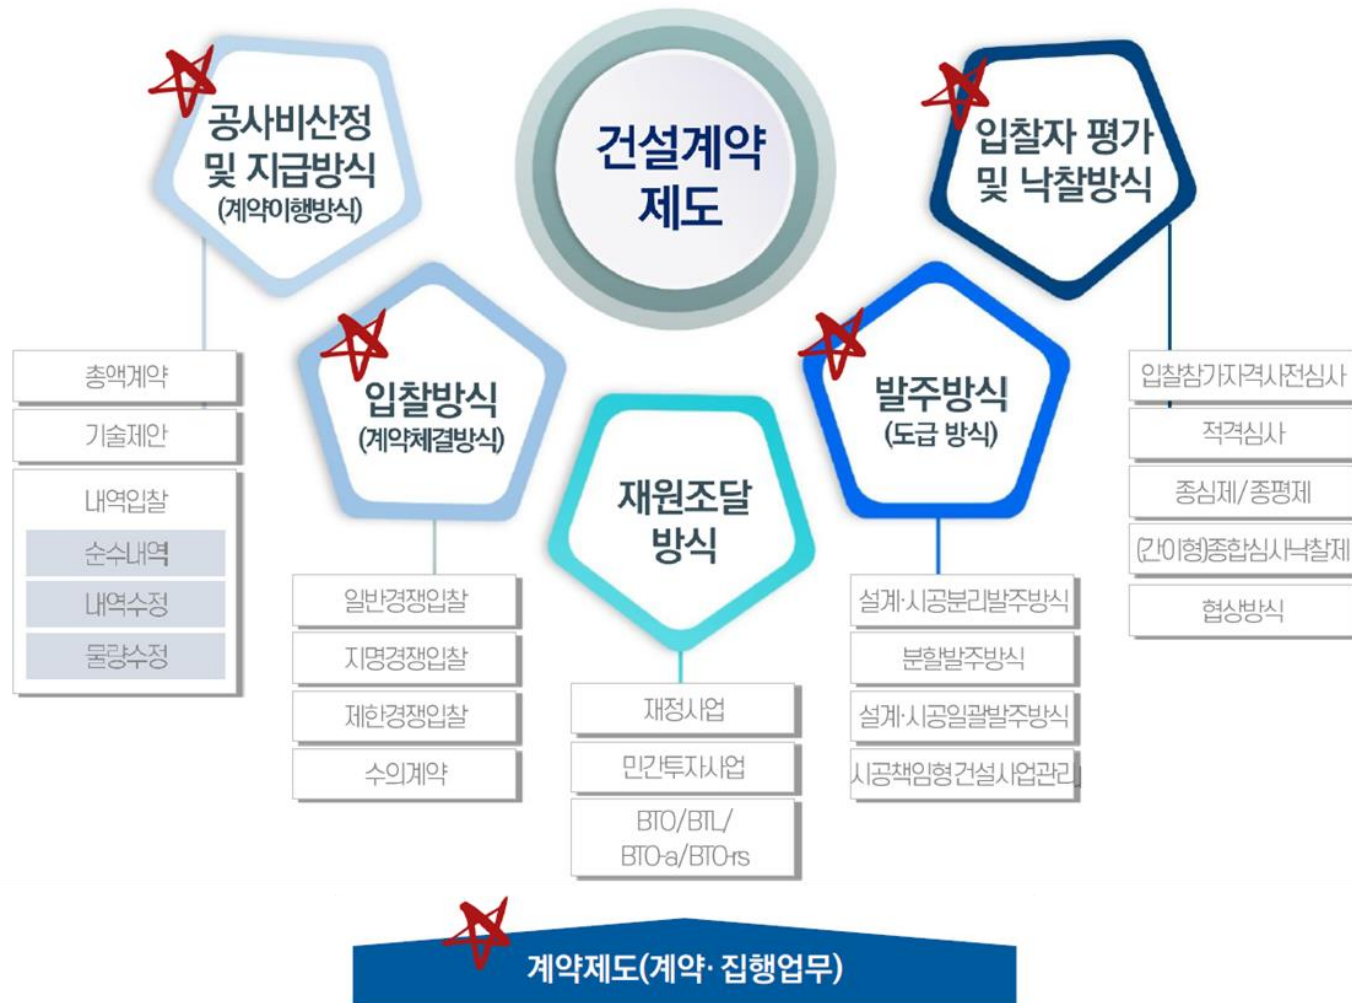 건설계약
제도
공사비산정
및 지급방식
(계약이행방식)
총액계약
기술제안
내역입찰
순수내역
내역수정
물량수정
입찰방식
(계약체결방식)
일반경쟁입찰
지명경쟁입찰
제한경쟁입찰
수의계약
재원조달
방식
재정사업
민간투자사업
BTO/BTL/
BTO-a/BTO-rs
발주방식
(도급 방식)
설계·시공분리발주방식
분할발주방식
설계·시공일괄발주방식
시공책임형건설사업관리
입찰자 평가
및 낙찰방식
입찰참가자격사전심사
적격심사
종심제/종평제
(간이형)종합심사낙찰제
협상방식
계약제도(계약·집행업무)